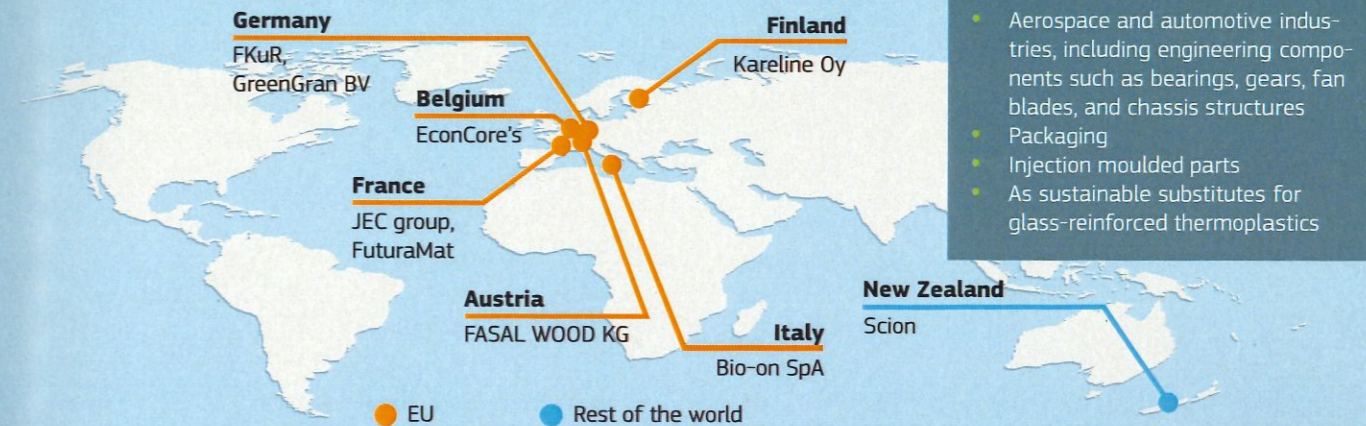 Germany
FKuR,
GreenGran BV
Finland
Kareline Oy
Belgium
EconCore's
France
JEC group,
FuturaMat
Austria
FASAL WOOD KG
Italy
Bio-on SpA
New Zealand
Scion
EU
Rest of the world
• Aerospace and automotive indus-
tries, including engineering compo-
nents such as bearings, gears, fan
blades, and chassis structures
• Packaging
• Injection moulded parts
• As sustainable substitutes for
glass-reinforced thermoplastics